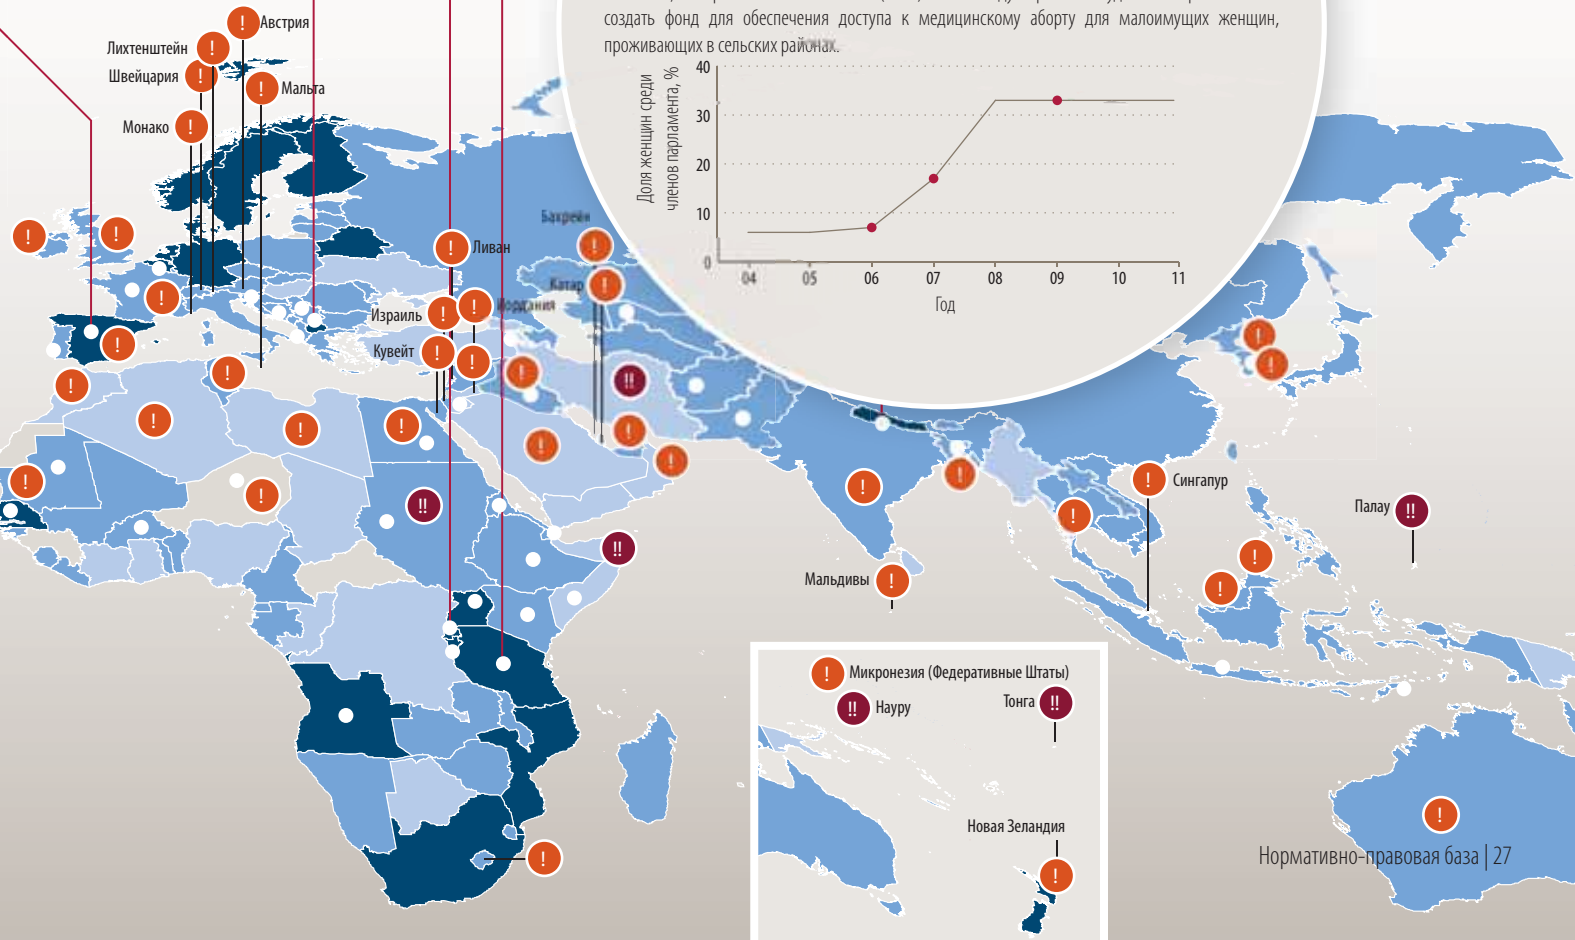 создать фонд для обеспечения доступа к медицинскому аборту для малоимущих женщин,
проживающих в сельских районах.
Доля женщин среди
членов парламента, %
40
30
20
10
0
04 05 06 07 08 09 10 11
Год
Австрия
Лихтенштейн
Швейцария
Мальта
Монако
Бахрейн
Ливан
Катар
Иордания
Израиль
Кувейт
Сингапур
Палау
Мальдивы
Микронезия (Федеративные Штаты)
Науру
Тонга
Новая Зеландия
Нормативно-правовая база | 27